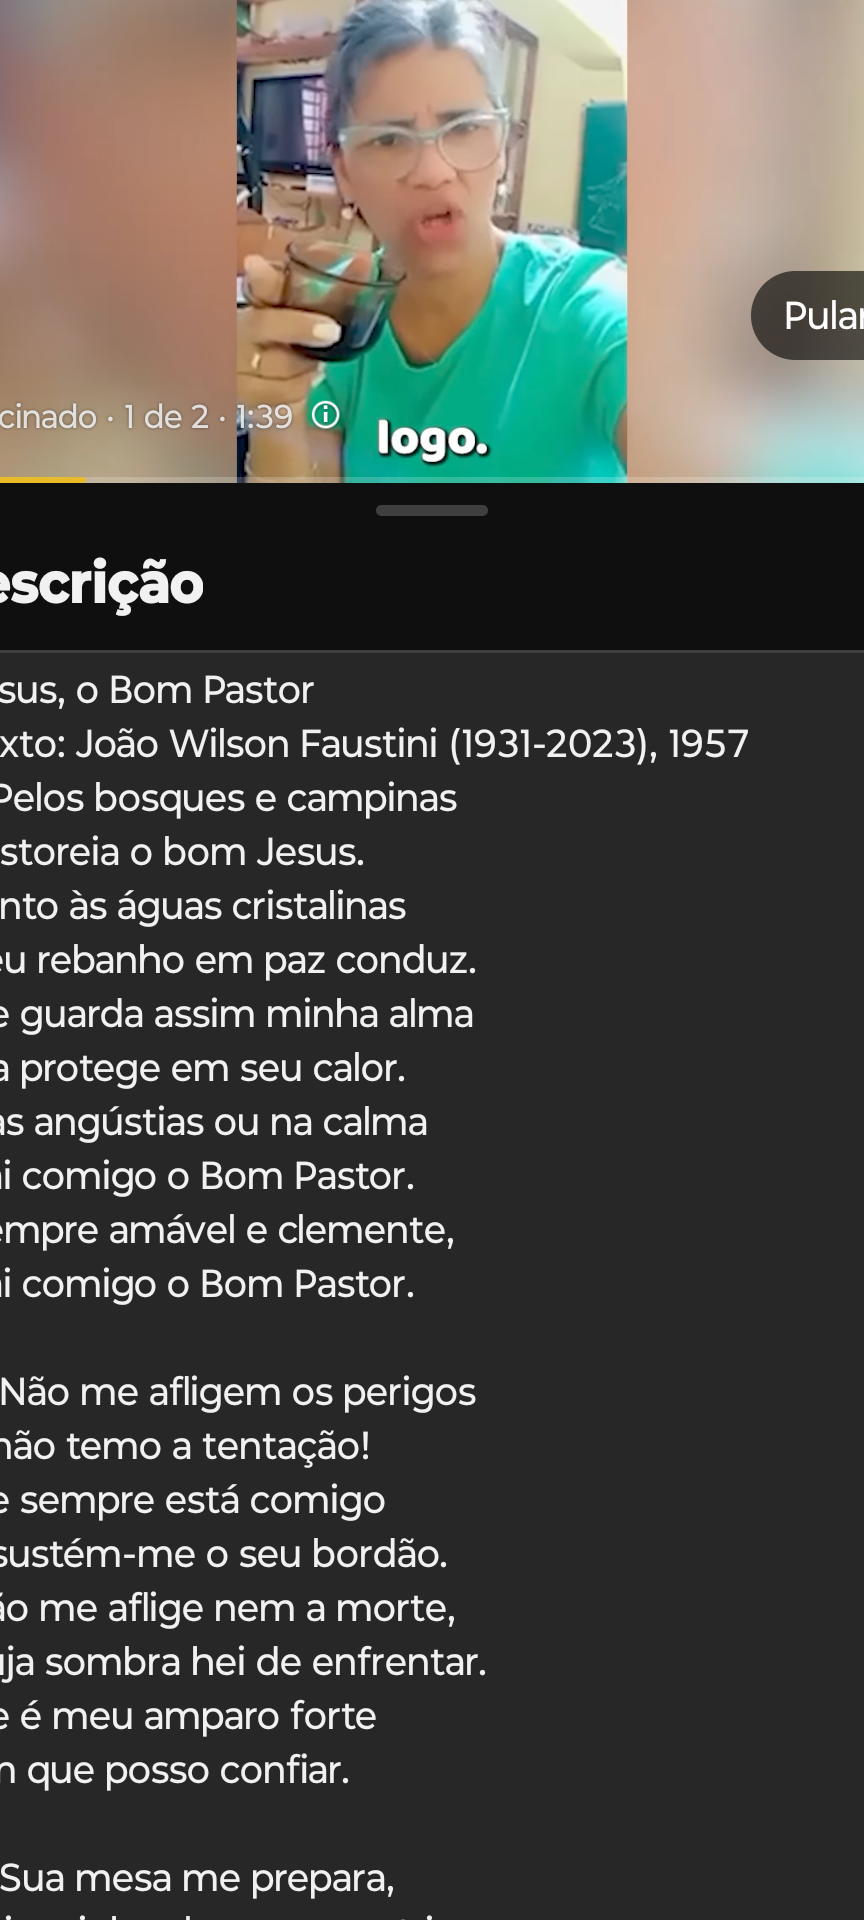 Pular
cinado · 1 de 2 · 1:39
logo.
escrição
sus, o Bom Pastor
xto: João Wilson Faustini (1931-2023), 1957
Pelos bosques e campinas
storeia o bom Jesus.
nto às águas cristalinas
eu rebanho em paz conduz.
e guarda assim minha alma
a protege em seu calor.
as angústias ou na calma
ai comigo o Bom Pastor.
empre amável e clemente,
ai comigo o Bom Pastor.
Não me afligem os perigos
não temo a tentação!
e sempre está comigo
sustém-me o seu bordão.
ão me aflige nem a morte,
uja sombra hei de enfrentar.
e é meu amparo forte
m que posso confiar.
Sua mesa me prepara,